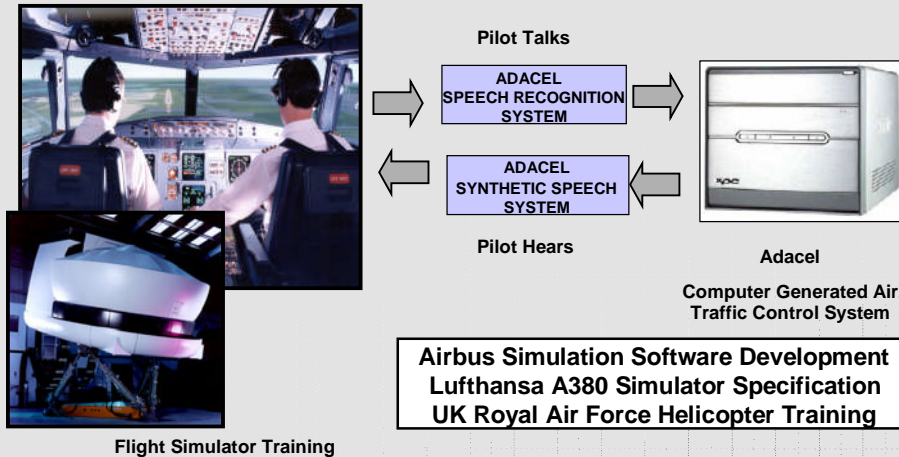 Pilot Talks
ADACEL
SPEECH RECOGNITION
SYSTEM
ADACEL
SYNTHETIC SPEECH
SYSTEM
Pilot Hears
xpc
Adacel
Computer Generated Air
Traffic Control System
Airbus Simulation Software Development
Lufthansa A380 Simulator Specification
UK Royal Air Force Helicopter Training
Flight Simulator Training